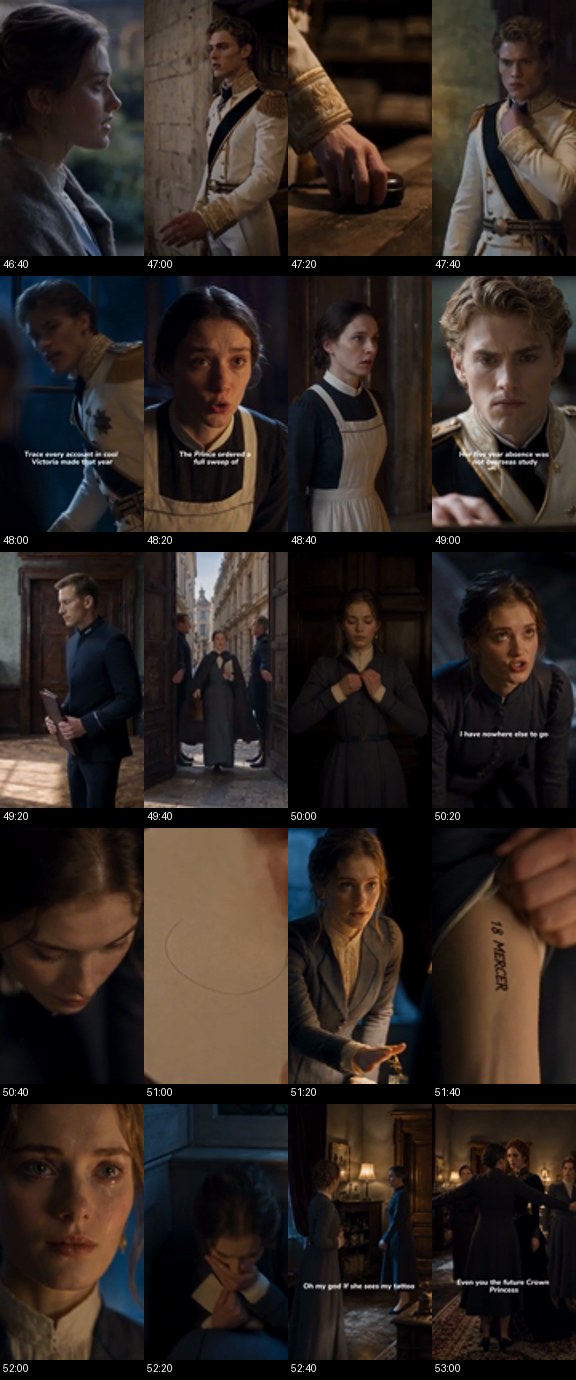 46:40
47:00
47:20
47:40
Trace every account in cool
Victoria made that year
48:00
The Prince ordered a
full sweep of
48:20
48:40
Her five year absence was
not overseas study
49:00
49:20
49:40
50:00
I have nowhere else to go
50:20
50:40
51:00
51:20
18 MERCER
51:40
52:00
52:20
Oh my god If she sees my tattoo
52:40
Even you the future Crown
Princess
53:00